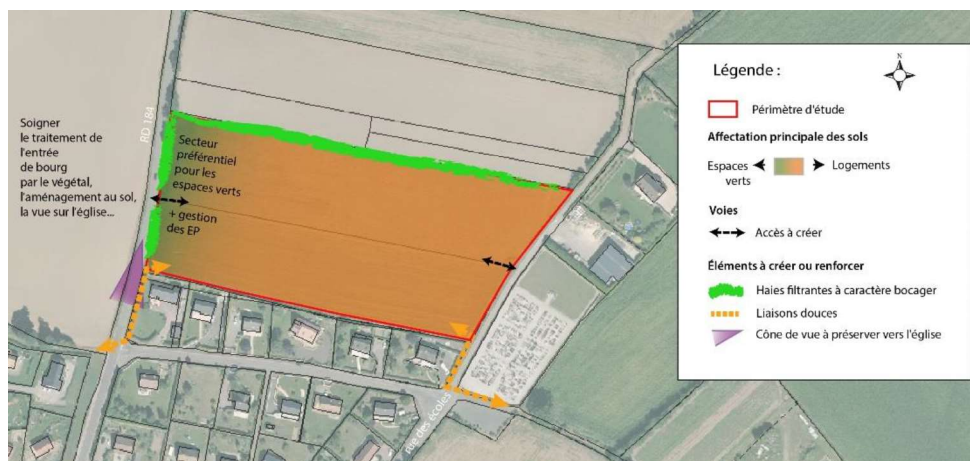 Soigner
le traitement de
l'entrée
de bourg
par le végétal,
l'aménagement au sol,
la vue sur l'église...
RD 184
Secteur
préférentiel
pour les
espaces verts
+ gestion
des EP
rue des écoles
Légende :
N
Périmètre d'étude
Affectation principale des sols
Espaces verts
Logements
Voies
Accès à créer
Éléments à créer ou renforcer
Haies filtrantes à caractère bocager
Liaisons douces
Cône de vue à préserver vers l'église